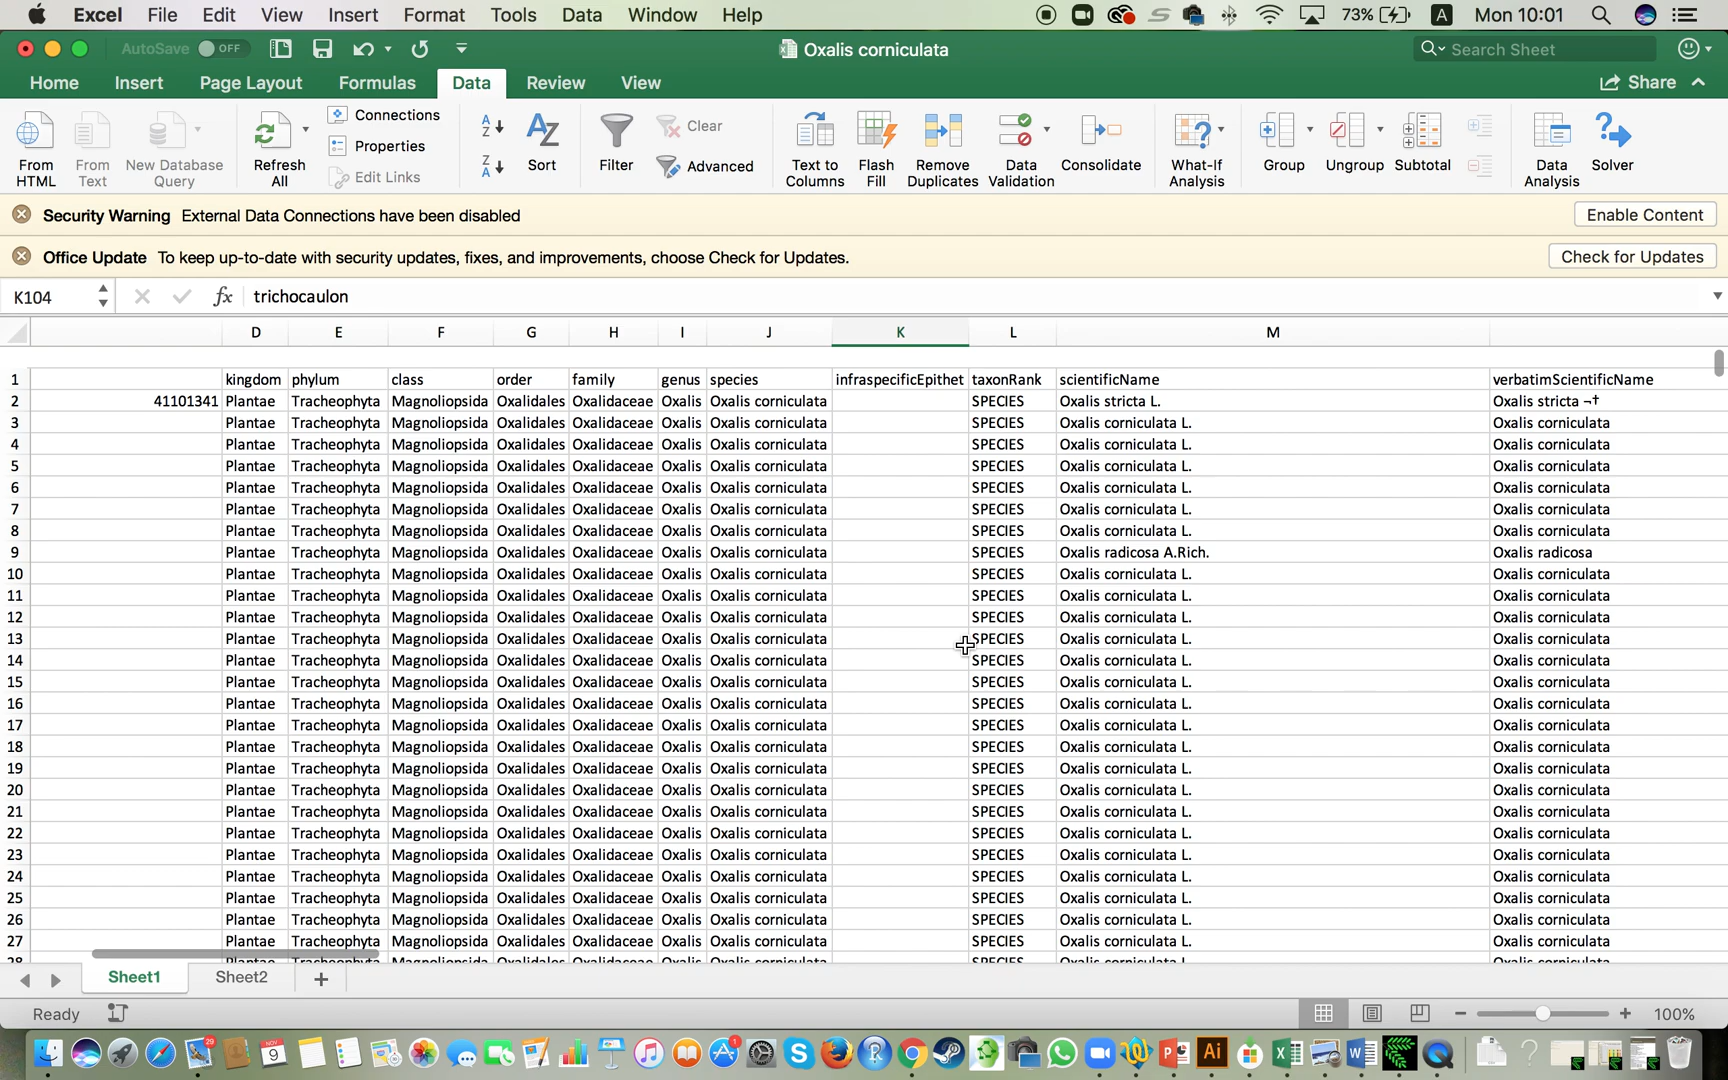 Excel File Edit View Insert Format Tools Data Window Help 73% A Mon 10:01
AutoSave OFF Oxalis corniculata Search Sheet
Home Insert Page Layout Formulas Data Review View Share
From HTML From Text New Database Query Refresh All Connections Properties Edit Links Sort Filter Clear Advanced Text to Columns Flash Fill Remove Duplicates Data Validation Consolidate What-If Analysis Group Ungroup Subtotal Data Analysis Solver
Security Warning External Data Connections have been disabled Enable Content
Office Update To keep up-to-date with security updates, fixes, and improvements, choose Check for Updates. Check for Updates
K104 fx trichocaulon
D E F G H I J K L M
1 kingdom phylum class order family genus species infraspecificEpithet taxonRank scientificName verbatimScientificName
2 41101341 Plantae Tracheophyta Magnoliopsida Oxalidales Oxalidaceae Oxalis Oxalis corniculata SPECIES Oxalis stricta L. Oxalis stricta ¬†
3 Plantae Tracheophyta Magnoliopsida Oxalidales Oxalidaceae Oxalis Oxalis corniculata SPECIES Oxalis corniculata L. Oxalis corniculata
4 Plantae Tracheophyta Magnoliopsida Oxalidales Oxalidaceae Oxalis Oxalis corniculata SPECIES Oxalis corniculata L. Oxalis corniculata
5 Plantae Tracheophyta Magnoliopsida Oxalidales Oxalidaceae Oxalis Oxalis corniculata SPECIES Oxalis corniculata L. Oxalis corniculata
6 Plantae Tracheophyta Magnoliopsida Oxalidales Oxalidaceae Oxalis Oxalis corniculata SPECIES Oxalis corniculata L. Oxalis corniculata
7 Plantae Tracheophyta Magnoliopsida Oxalidales Oxalidaceae Oxalis Oxalis corniculata SPECIES Oxalis corniculata L. Oxalis corniculata
8 Plantae Tracheophyta Magnoliopsida Oxalidales Oxalidaceae Oxalis Oxalis corniculata SPECIES Oxalis corniculata L. Oxalis corniculata
9 Plantae Tracheophyta Magnoliopsida Oxalidales Oxalidaceae Oxalis Oxalis corniculata SPECIES Oxalis radicosa A.Rich. Oxalis radicosa
10 Plantae Tracheophyta Magnoliopsida Oxalidales Oxalidaceae Oxalis Oxalis corniculata SPECIES Oxalis corniculata L. Oxalis corniculata
11 Plantae Tracheophyta Magnoliopsida Oxalidales Oxalidaceae Oxalis Oxalis corniculata SPECIES Oxalis corniculata L. Oxalis corniculata
12 Plantae Tracheophyta Magnoliopsida Oxalidales Oxalidaceae Oxalis Oxalis corniculata SPECIES Oxalis corniculata L. Oxalis corniculata
13 Plantae Tracheophyta Magnoliopsida Oxalidales Oxalidaceae Oxalis Oxalis corniculata SPECIES Oxalis corniculata L. Oxalis corniculata
14 Plantae Tracheophyta Magnoliopsida Oxalidales Oxalidaceae Oxalis Oxalis corniculata SPECIES Oxalis corniculata L. Oxalis corniculata
15 Plantae Tracheophyta Magnoliopsida Oxalidales Oxalidaceae Oxalis Oxalis corniculata SPECIES Oxalis corniculata L. Oxalis corniculata
16 Plantae Tracheophyta Magnoliopsida Oxalidales Oxalidaceae Oxalis Oxalis corniculata SPECIES Oxalis corniculata L. Oxalis corniculata
17 Plantae Tracheophyta Magnoliopsida Oxalidales Oxalidaceae Oxalis Oxalis corniculata SPECIES Oxalis corniculata L. Oxalis corniculata
18 Plantae Tracheophyta Magnoliopsida Oxalidales Oxalidaceae Oxalis Oxalis corniculata SPECIES Oxalis corniculata L. Oxalis corniculata
19 Plantae Tracheophyta Magnoliopsida Oxalidales Oxalidaceae Oxalis Oxalis corniculata SPECIES Oxalis corniculata L. Oxalis corniculata
20 Plantae Tracheophyta Magnoliopsida Oxalidales Oxalidaceae Oxalis Oxalis corniculata SPECIES Oxalis corniculata L. Oxalis corniculata
21 Plantae Tracheophyta Magnoliopsida Oxalidales Oxalidaceae Oxalis Oxalis corniculata SPECIES Oxalis corniculata L. Oxalis corniculata
22 Plantae Tracheophyta Magnoliopsida Oxalidales Oxalidaceae Oxalis Oxalis corniculata SPECIES Oxalis corniculata L. Oxalis corniculata
23 Plantae Tracheophyta Magnoliopsida Oxalidales Oxalidaceae Oxalis Oxalis corniculata SPECIES Oxalis corniculata L. Oxalis corniculata
24 Plantae Tracheophyta Magnoliopsida Oxalidales Oxalidaceae Oxalis Oxalis corniculata SPECIES Oxalis corniculata L. Oxalis corniculata
25 Plantae Tracheophyta Magnoliopsida Oxalidales Oxalidaceae Oxalis Oxalis corniculata SPECIES Oxalis corniculata L. Oxalis corniculata
26 Plantae Tracheophyta Magnoliopsida Oxalidales Oxalidaceae Oxalis Oxalis corniculata SPECIES Oxalis corniculata L. Oxalis corniculata
27 Plantae Tracheophyta Magnoliopsida Oxalidales Oxalidaceae Oxalis Oxalis corniculata SPECIES Oxalis corniculata L. Oxalis corniculata
Sheet1 Sheet2
Ready 100%